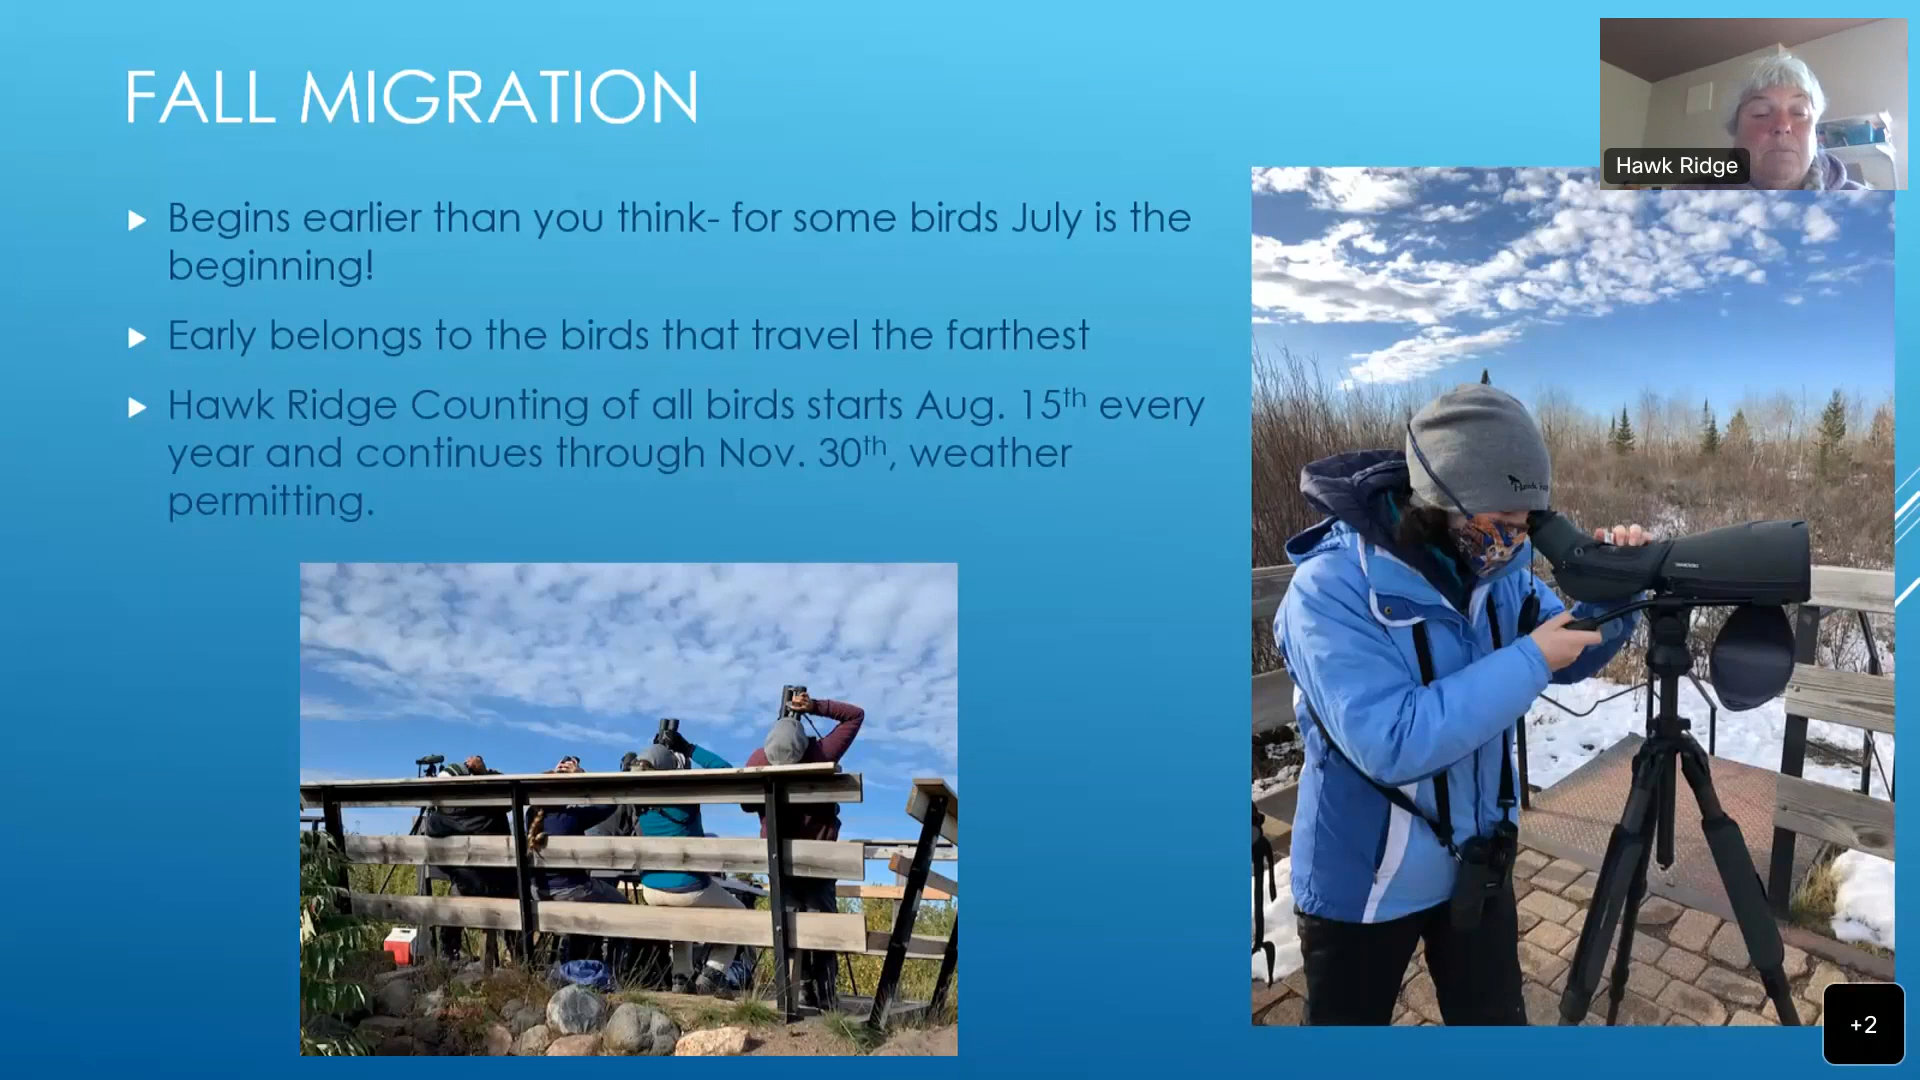 FALL MIGRATION
Begins earlier than you think- for some birds July is the
beginning!
Early belongs to the birds that travel the farthest
Hawk Ridge Counting of all birds starts Aug. 15th every
year and continues through Nov. 30th, weather
permitting.
Hawk Ridge
+2